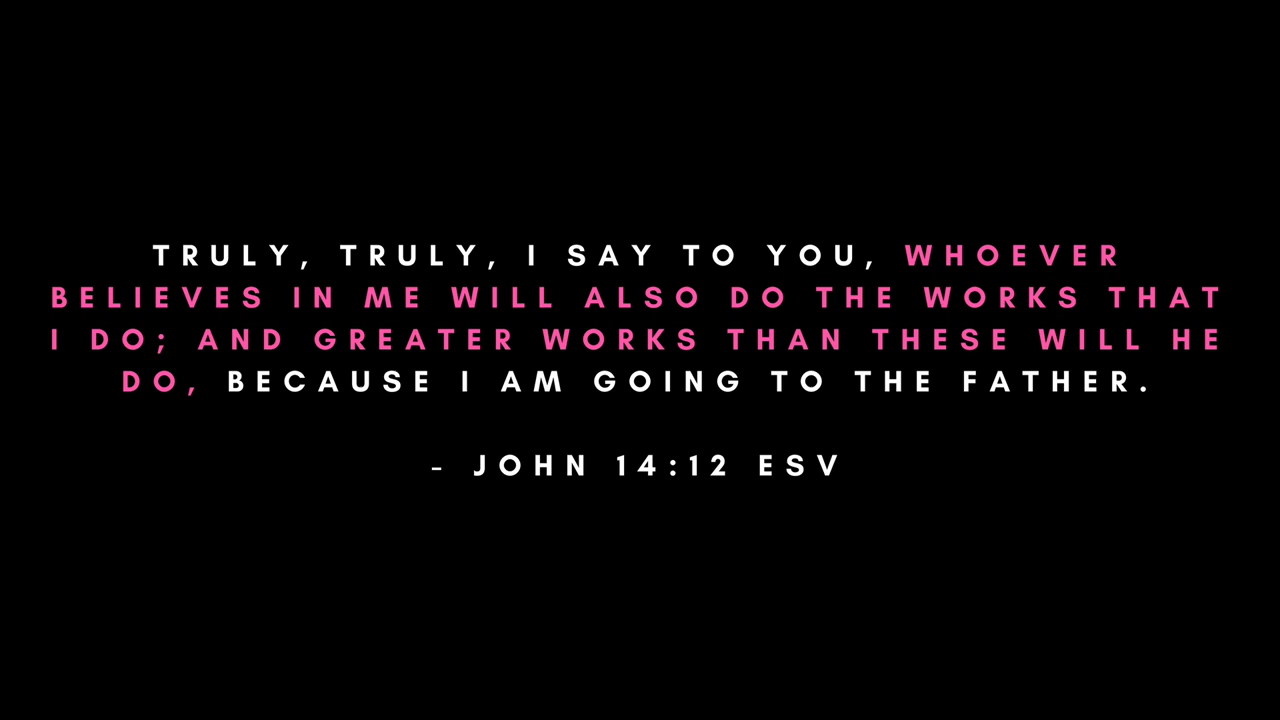 TRULY, TRULY, I SAY TO YOU, WHOEVER
BELIEVES IN ME WILL ALSO DO THE WORKS THAT
I DO; AND GREATER WORKS THAN THESE WILL HE
DO, BECAUSE I AM GOING TO THE FATHER.
- JOHN 14:12 ESV